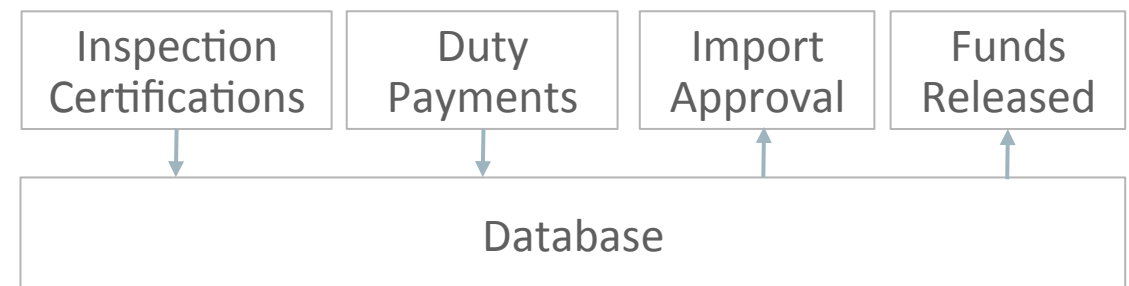 Inspection
Certifications
Duty
Payments
Import
Approval
Funds
Released
Database